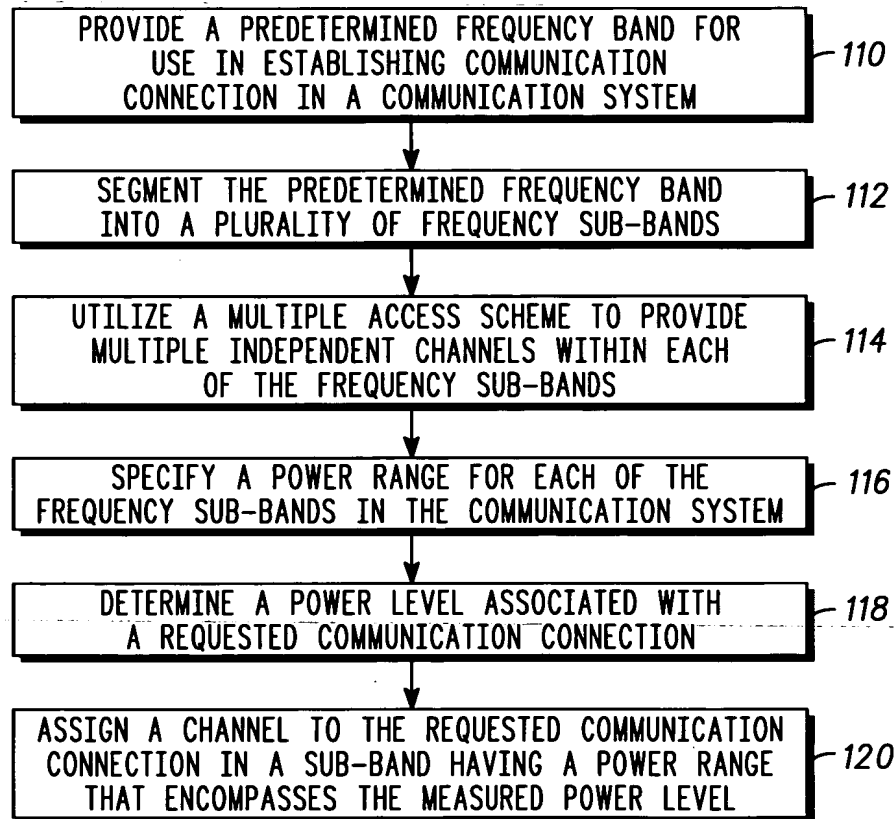 PROVIDE A PREDETERMINED FREQUENCY BAND FOR
USE IN ESTABLISHING COMMUNICATION
CONNECTION IN A COMMUNICATION SYSTEM
110
SEGMENT THE PREDETERMINED FREQUENCY BAND
INTO A PLURALITY OF FREQUENCY SUB-BANDS
112
UTILIZE A MULTIPLE ACCESS SCHEME TO PROVIDE
MULTIPLE INDEPENDENT CHANNELS WITHIN EACH
OF THE FREQUENCY SUB-BANDS
114
SPECIFY A POWER RANGE FOR EACH OF THE
FREQUENCY SUB-BANDS IN THE COMMUNICATION SYSTEM
116
DETERMINE A POWER LEVEL ASSOCIATED WITH
A REQUESTED COMMUNICATION CONNECTION
118
ASSIGN A CHANNEL TO THE REQUESTED COMMUNICATION
CONNECTION IN A SUB-BAND HAVING A POWER RANGE
THAT ENCOMPASSES THE MEASURED POWER LEVEL
120